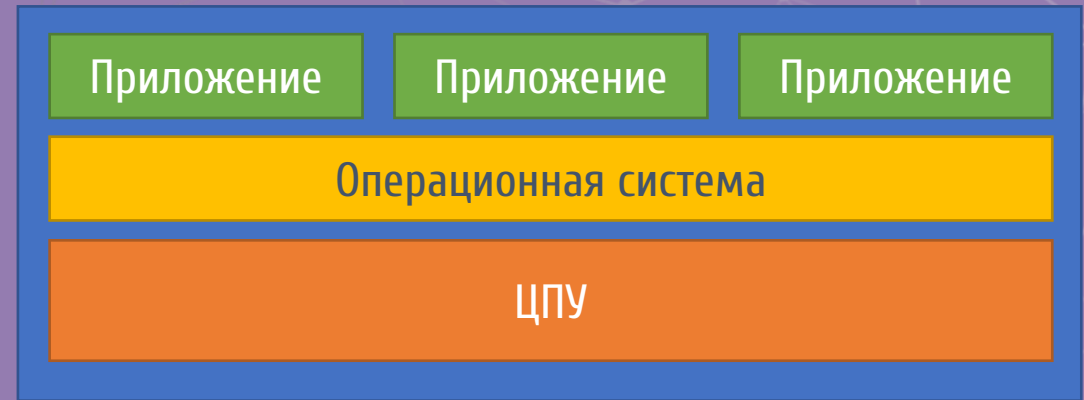 Приложение Приложение Приложение
Операционная система
ЦПУ